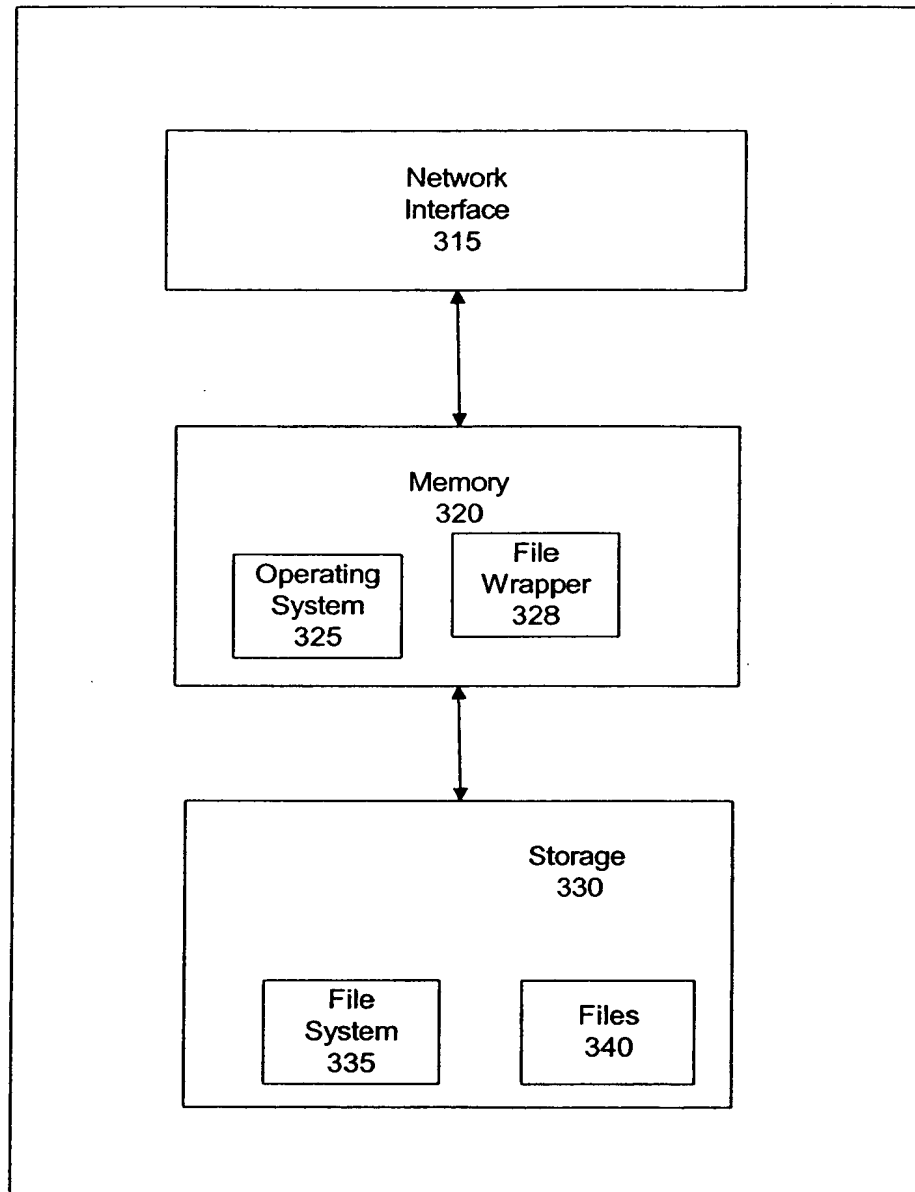 Network
Interface
315
Memory
320
Operating
System
325
File
Wrapper
328
Storage
330
File
System
335
Files
340